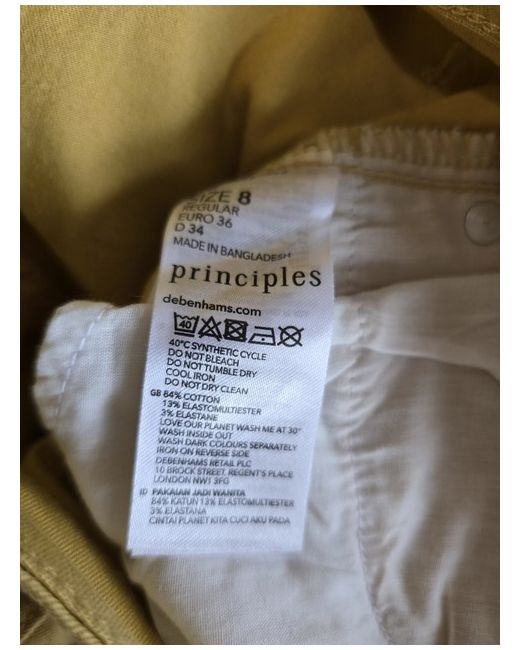 SIZE 8
REGULAR
EURO 36
D 34
MADE IN BANGLADESH
principles
debenhams.com
40
40°C SYNTHETIC CYCLE
DO NOT BLEACH
DO NOT TUMBLE DRY
COOL IRON
DO NOT DRY CLEAN
GB 84% COTTON
13% ELASTOMULTIESTER
3% ELASTANE
LOVE OUR PLANET WASH ME AT 30°
WASH INSIDE OUT
WASH DARK COLOURS SEPARATELY
IRON ON REVERSE SIDE
DEBENHAMS RETAIL PLC
10 BROCK STREET. REGENT'S PLACE
LONDON NW1 3FG
ID PAKAIAN JADI WANITA
84% KATUN 13% ELASTOMULTIESTER
3% ELASTANA
CINTAI PLANET KITA CUCI AKU PADA